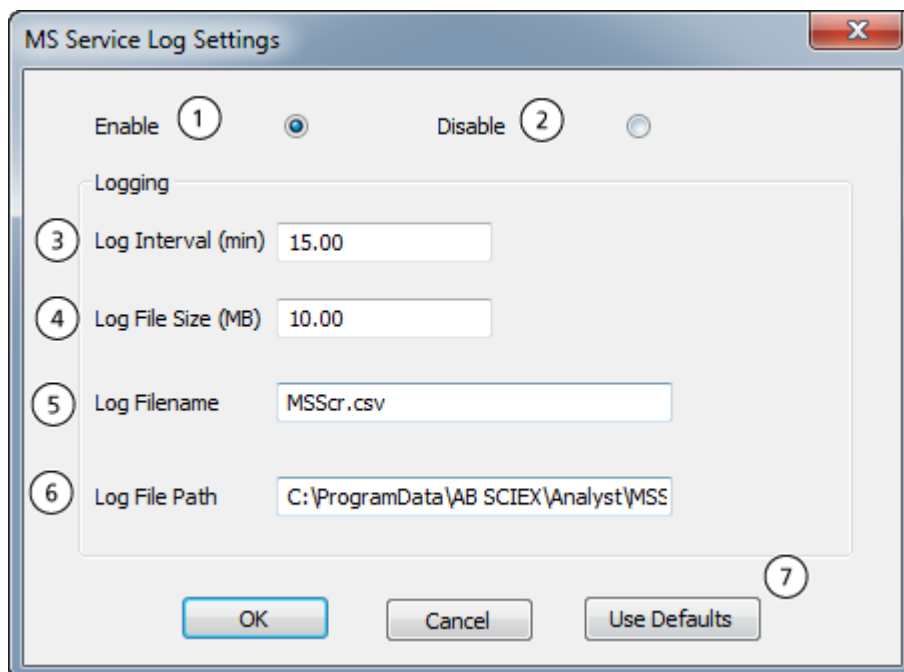 MS Service Log Settings
Enable 1 Disable 2
Logging
3 Log Interval (min) 15.00
4 Log File Size (MB) 10.00
5 Log Filename MSScr.csv
6 Log File Path C:\ProgramData\AB SCIEX\Analyst\MSS
7
OK Cancel Use Defaults